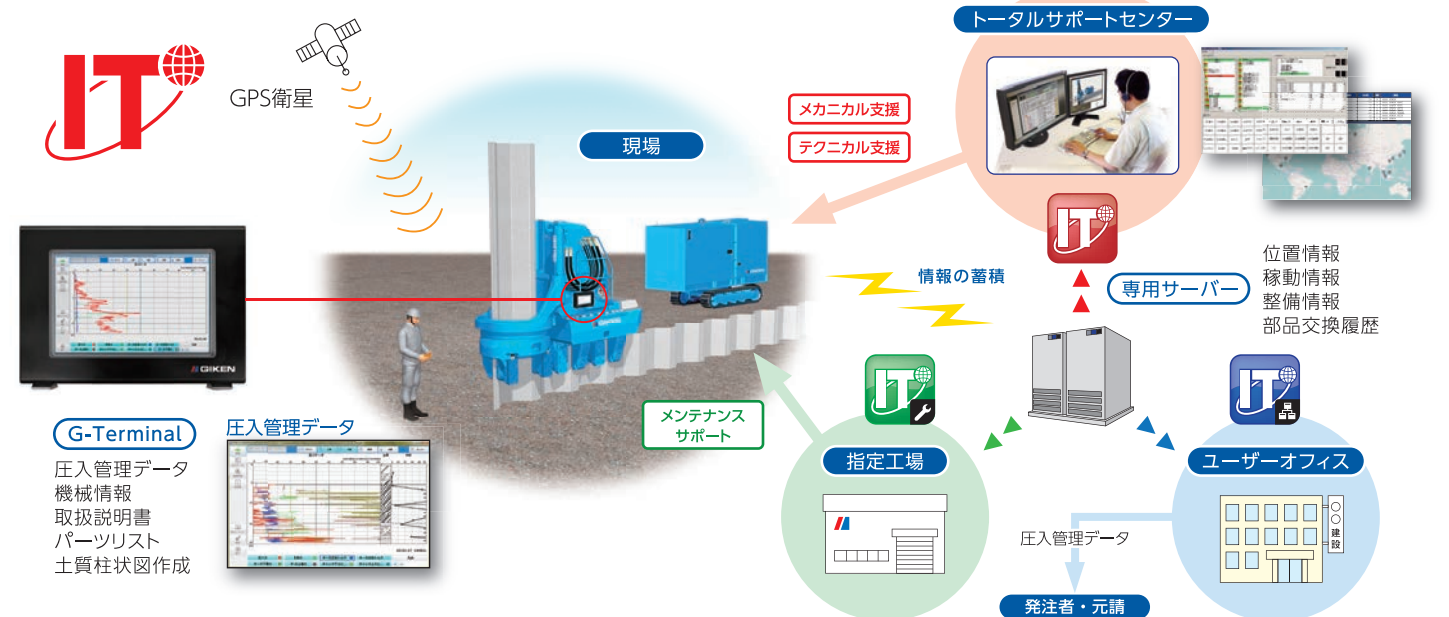 IT
GPS衛星
現場
トータルサポートセンター
メカニカル支援
テクニカル支援
IT
情報の蓄積
専用サーバー
位置情報
稼動情報
整備情報
部品交換履歴
GIKEN
G-Terminal
圧入管理データ
機械情報
取扱説明書
パーツリスト
土質柱状図作成
圧入管理データ
メンテナンス
サポート
IT
指定工場
IT
ユーザーオフィス
〇〇建設
圧入管理データ
発注者・元請